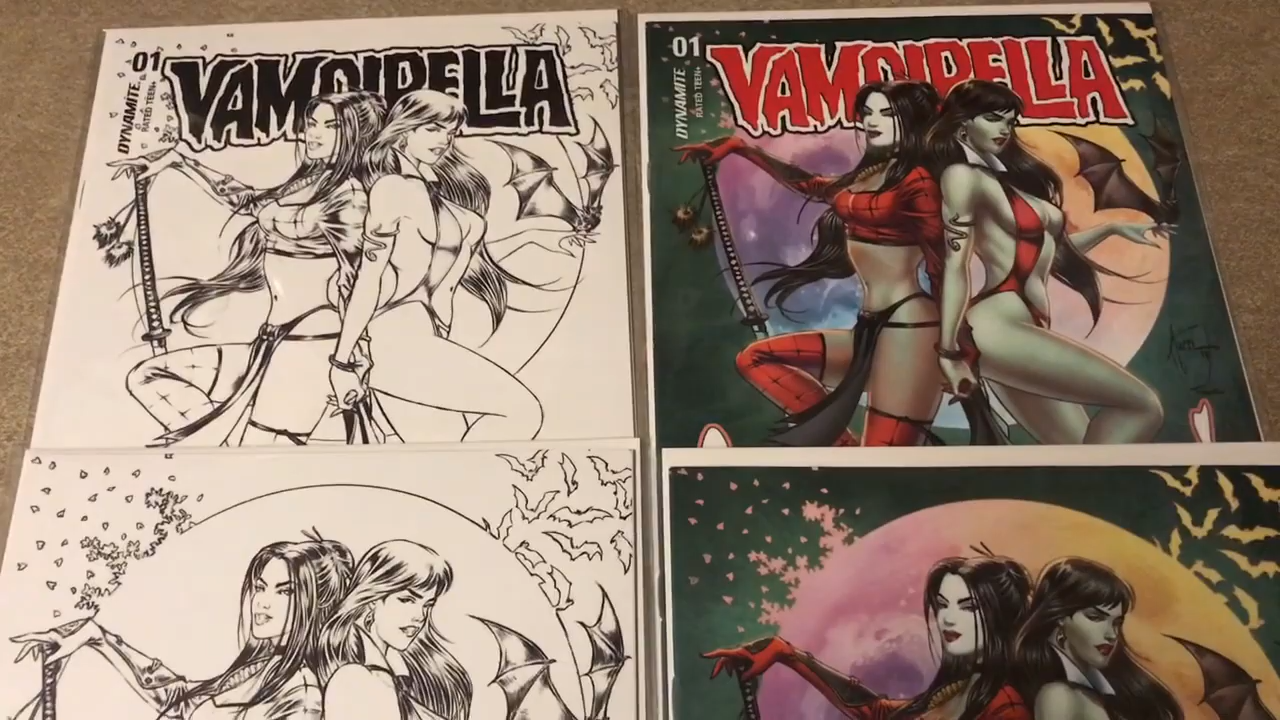 01
VAMPIRELLA
DYNAMITE
RATED TEEN+
01
VAMPIRELLA
DYNAMITE
RATED TEEN+